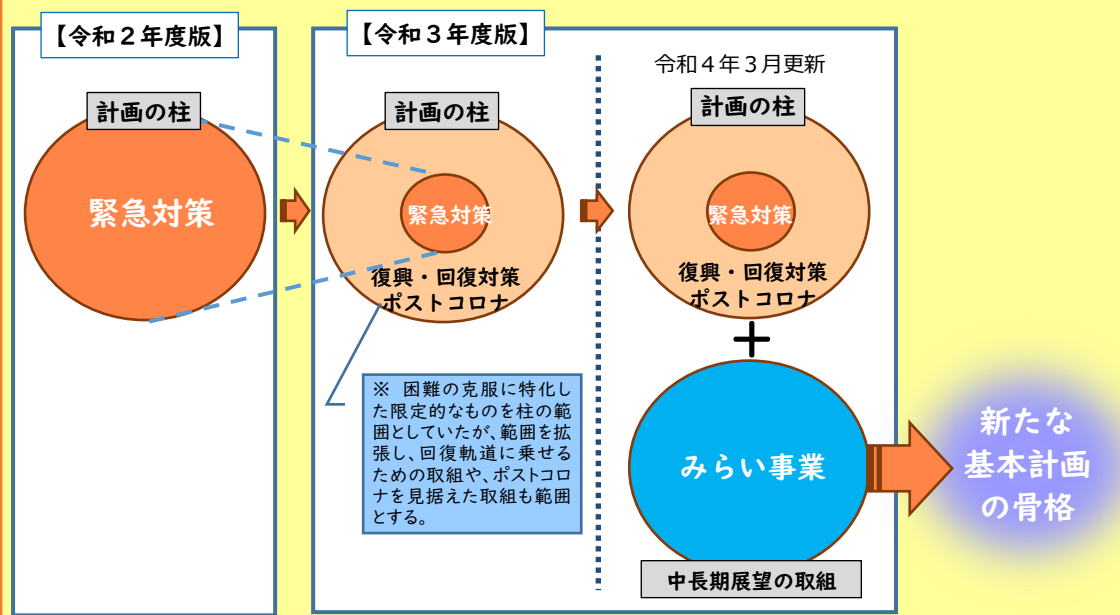 【令和２年度版】
計画の柱
緊急対策
【令和３年度版】
計画の柱
緊急対策
復興・回復対策
ポストコロナ
※ 困難の克服に特化し
た限定的なものを柱の範
囲としていたが、範囲を拡
張し、回復軌道に乗せる
ための取組や、ポストコロ
ナを見据えた取組も範囲
とする。
令和４年３月更新
計画の柱
緊急対策
復興・回復対策
ポストコロナ
＋
みらい事業
中長期展望の取組
新たな
基本計画
の骨格